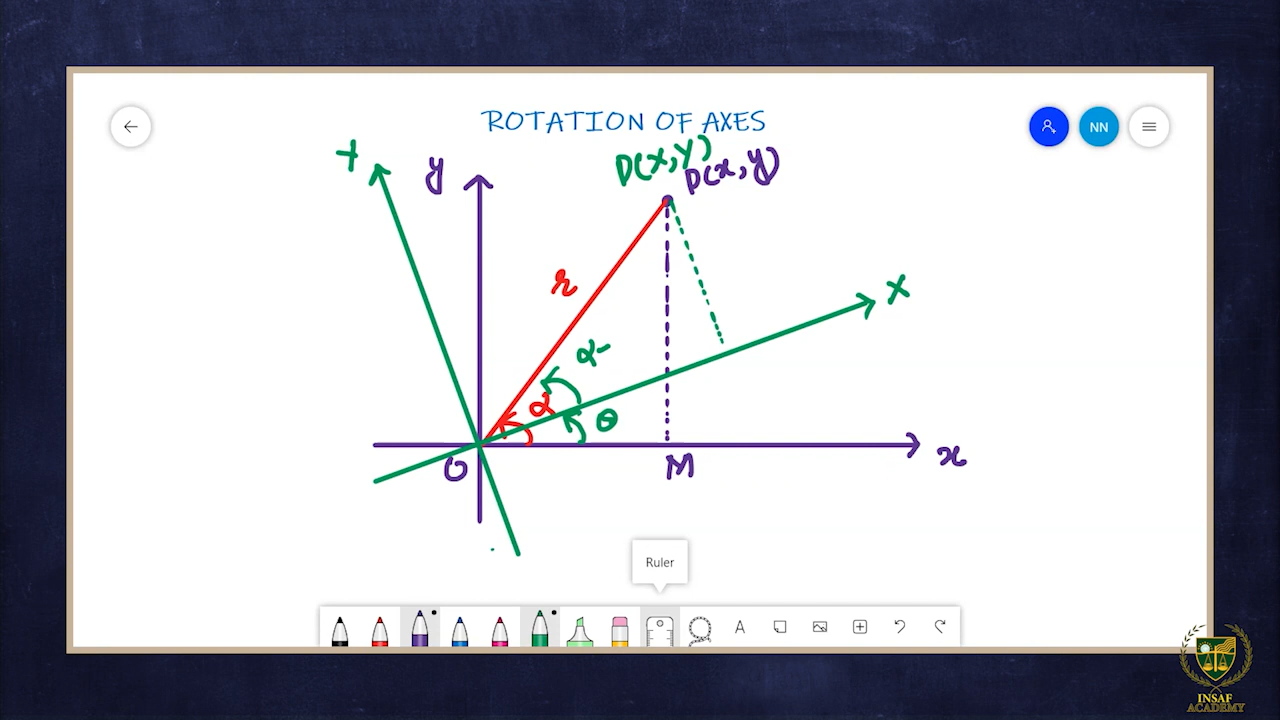 ROTATION OF AXES
NN
Y
y
P(X,Y)
P(x,y)
r
X
α-
α
θ
O
M
x
Ruler
A
INSAF
ACADEMY